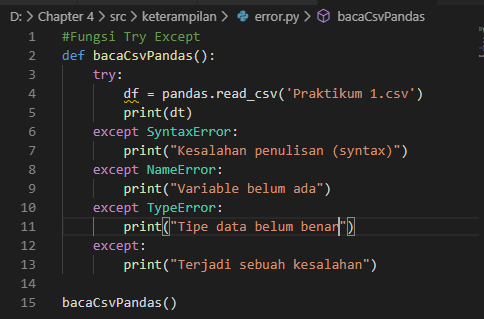 D: > Chapter 4 > src > keterampilan > error.py > bacaCsvPandas
1 #Fungsi Try Except
2 def bacaCsvPandas():
3     try:
4         df = pandas.read_csv('Praktikum 1.csv')
5         print(dt)
6     except SyntaxError:
7         print("Kesalahan penulisan (syntax)")
8     except NameError:
9         print("Variable belum ada")
10     except TypeError:
11         print("Tipe data belum benar")
12     except:
13         print("Terjadi sebuah kesalahan")
14
15 bacaCsvPandas()